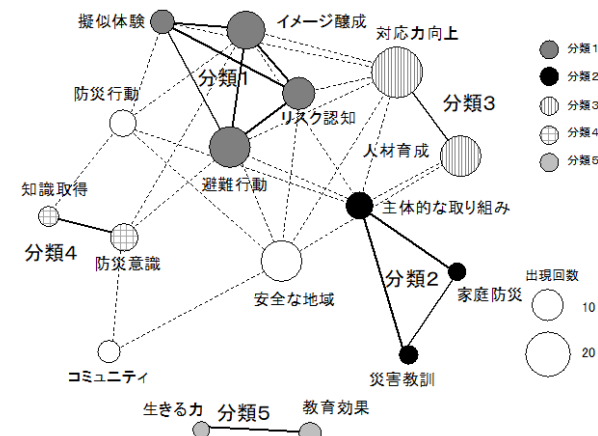 擬似体験
イメージ醸成
対応力向上
分類1
防災行動
リスク認知
分類3
人材育成
避難行動
知識取得
主体的な取り組み
分類4
防災意識
安全な地域
分類2
家庭防災
コミュニティ
災害教訓
生きる力
分類5
教育効果
分類1
分類2
分類3
分類4
分類5
出現回数
10
20